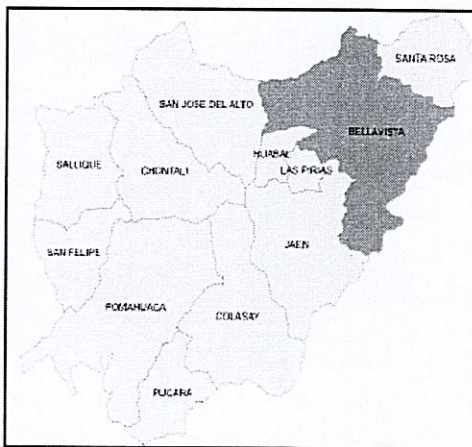 SANTA ROSA
SAN JOSE DEL ALTO
BELLAVISTA
HUABAL
SALLIQUE
CHONTALI
LAS PIRIAS
SAN FELIPE
JAEN
POMAHUACA
COLASAY
PUCARA